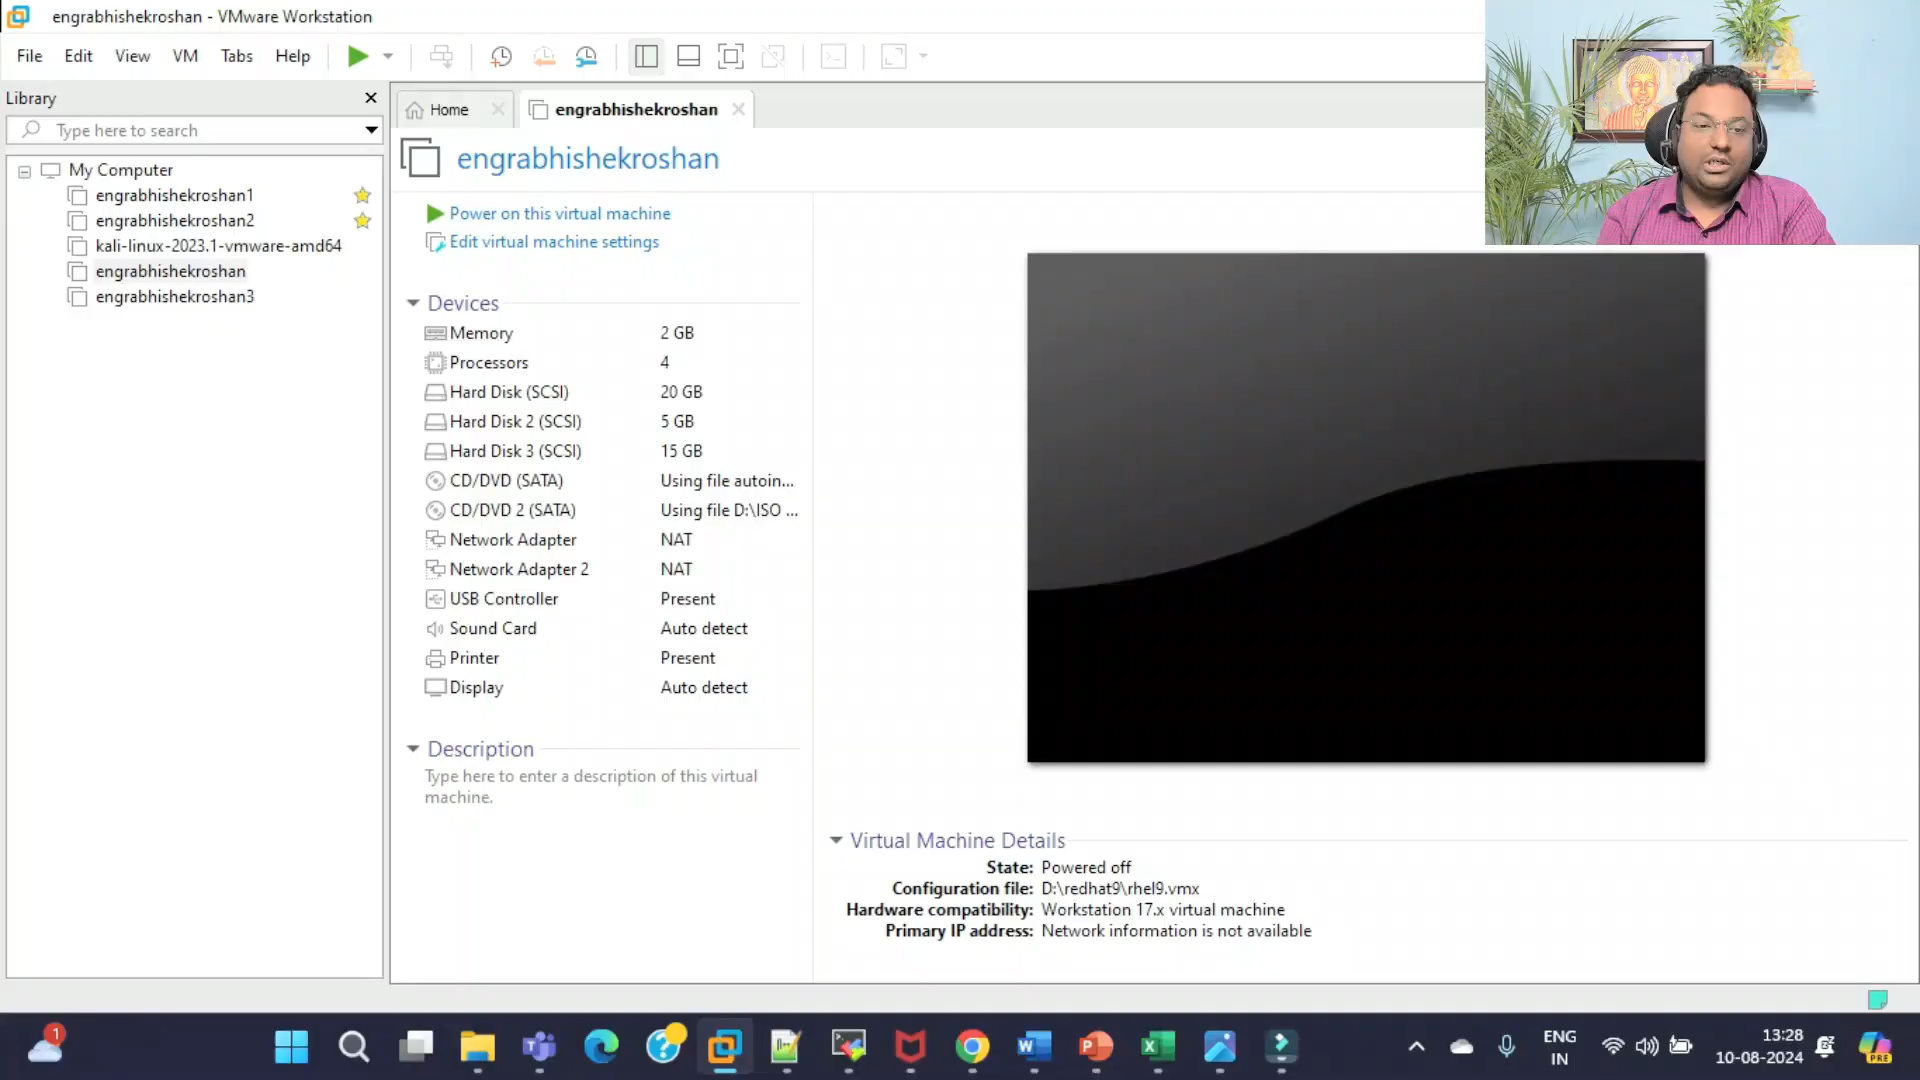 engrabhishekroshan - VMware Workstation
File Edit View VM Tabs Help
Library
Type here to search
My Computer
engrabhishekroshan1
engrabhishekroshan2
kali-linux-2023.1-vmware-amd64
engrabhishekroshan
engrabhishekroshan3
Home engrabhishekroshan
engrabhishekroshan
Power on this virtual machine
Edit virtual machine settings
Devices
Memory 2 GB
Processors 4
Hard Disk (SCSI) 20 GB
Hard Disk 2 (SCSI) 5 GB
Hard Disk 3 (SCSI) 15 GB
CD/DVD (SATA) Using file autoin...
CD/DVD 2 (SATA) Using file D:\ISO ...
Network Adapter NAT
Network Adapter 2 NAT
USB Controller Present
Sound Card Auto detect
Printer Present
Display Auto detect
Description
Type here to enter a description of this virtual
machine.
Virtual Machine Details
State: Powered off
Configuration file: D:\redhat9\rhel9.vmx
Hardware compatibility: Workstation 17.x virtual machine
Primary IP address: Network information is not available
1
ENG
IN
13:28
10-08-2024
PRE